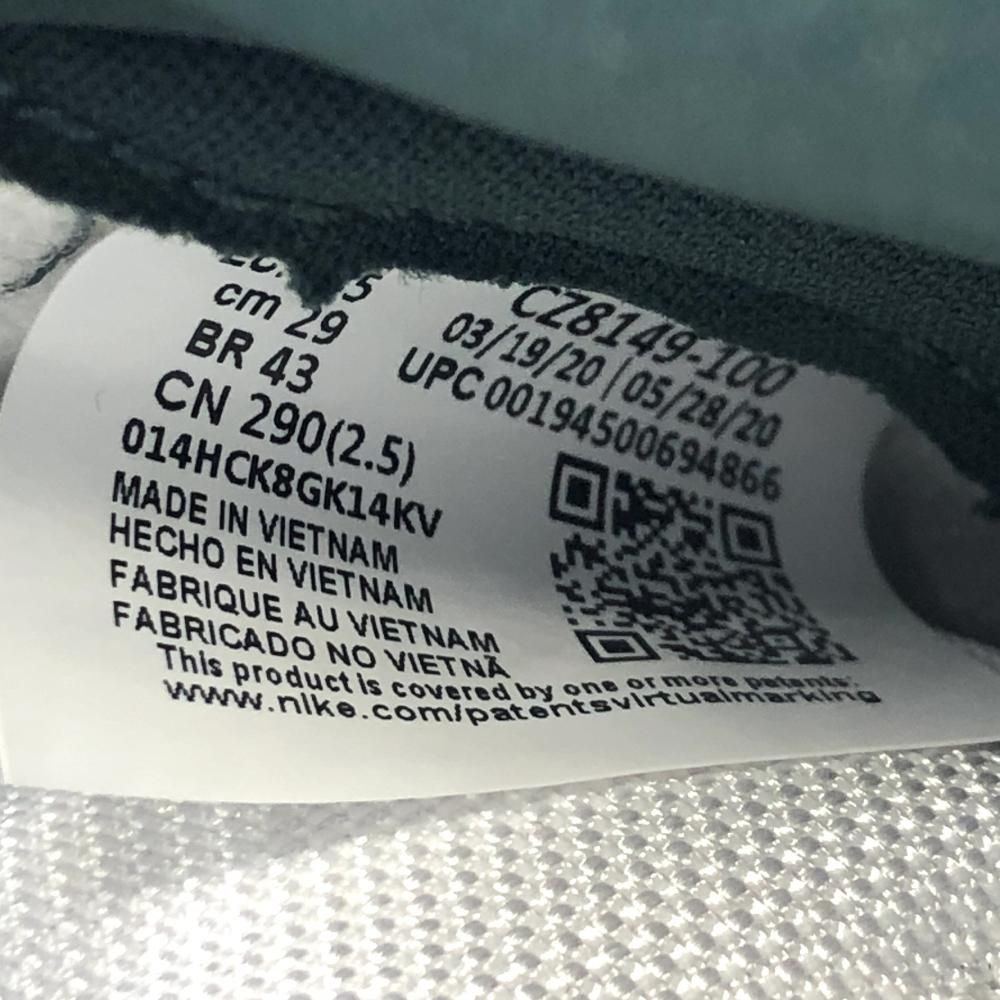 cm 29
BR 43
CN 290(2.5)
014HCK8GK14KV
MADE IN VIETNAM
HECHO EN VIETNAM
FABRIQUE AU VIETNAM
FABRICADO NO VIETNÃ
CZ8149-100
03/19/20 | 05/28/20
UPC 00194500694866
This product is covered by one or more patents:
www.nike.com/patentsvirtualmarking